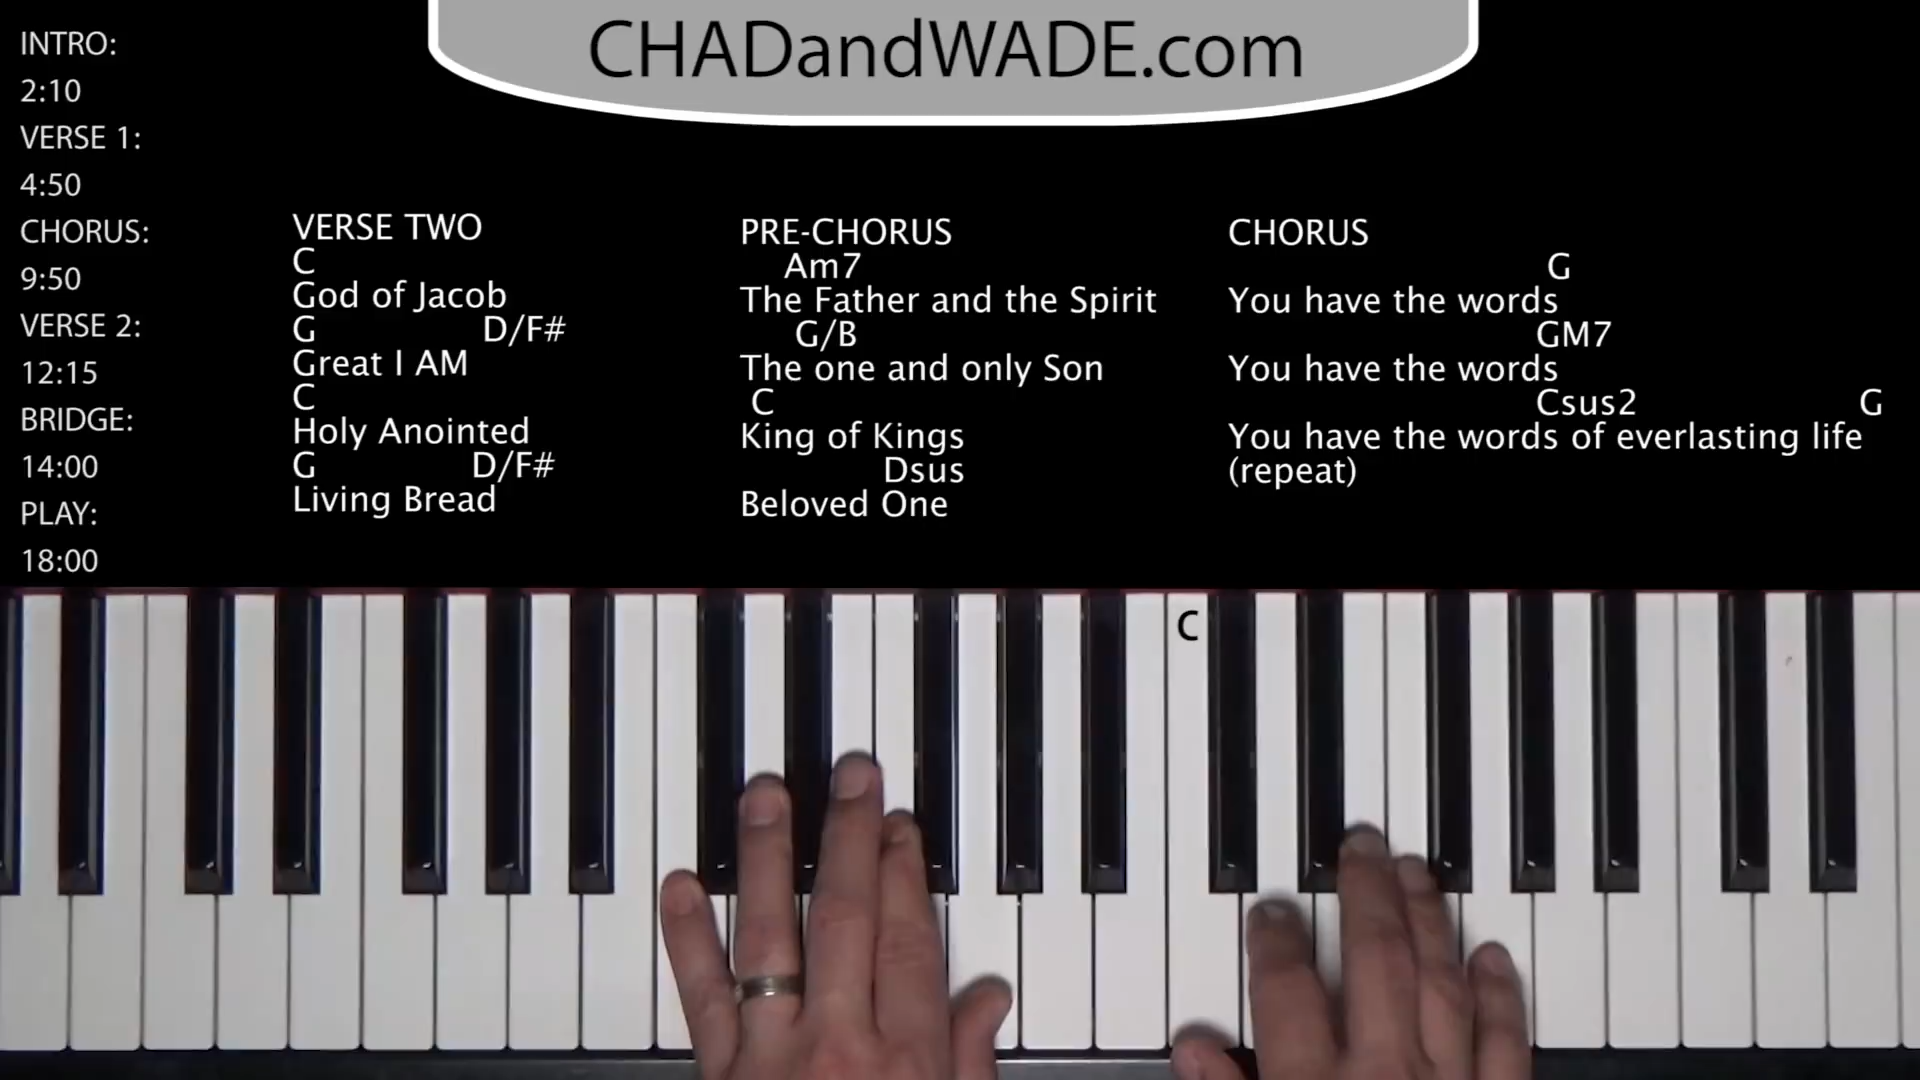 CHADandWADE.com
INTRO:
2:10
VERSE 1:
4:50
CHORUS:
9:50
VERSE 2:
12:15
BRIDGE:
14:00
PLAY:
18:00
VERSE TWO
C
God of Jacob
G D/F#
Great I AM
C
Holy Anointed
G D/F#
Living Bread
PRE-CHORUS
Am7
The Father and the Spirit
G/B
The one and only Son
C
King of Kings
Dsus
Beloved One
CHORUS
G
You have the words
GM7
You have the words
Csus2 G
You have the words of everlasting life
(repeat)
C